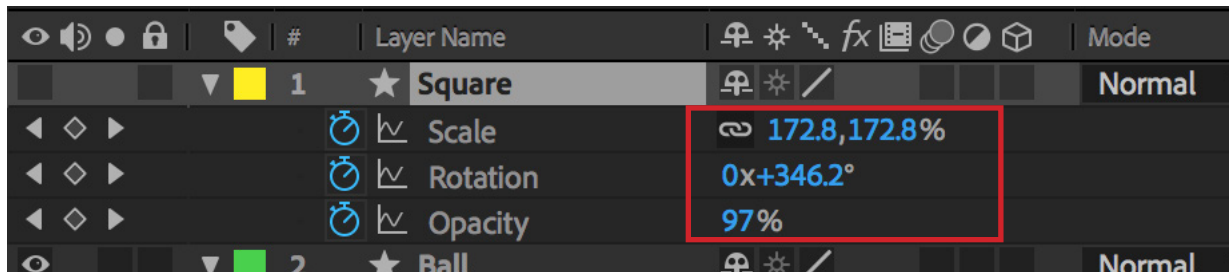 # Layer Name fx Mode
1 Square Normal
Scale 172.8,172.8%
Rotation 0x+346.2°
Opacity 97%
2 Ball Normal